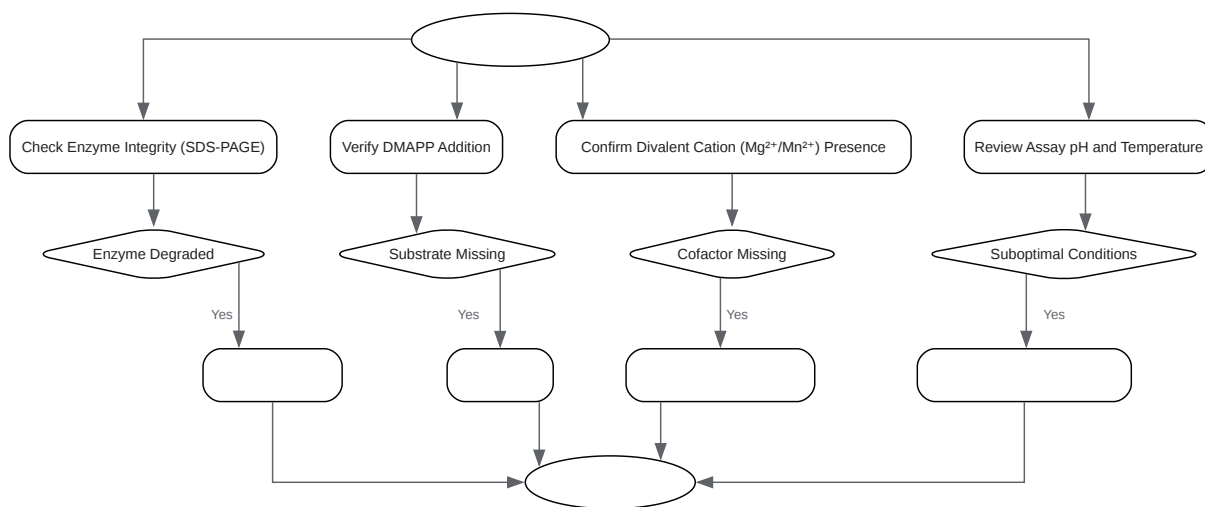 Check Enzyme Integrity (SDS-PAGE)
Verify DMAPP Addition
Confirm Divalent Cation (Mg²⁺/Mn²⁺) Presence
Review Assay pH and Temperature
Enzyme Degraded
Substrate Missing
Cofactor Missing
Suboptimal Conditions
Yes
Yes
Yes
Yes